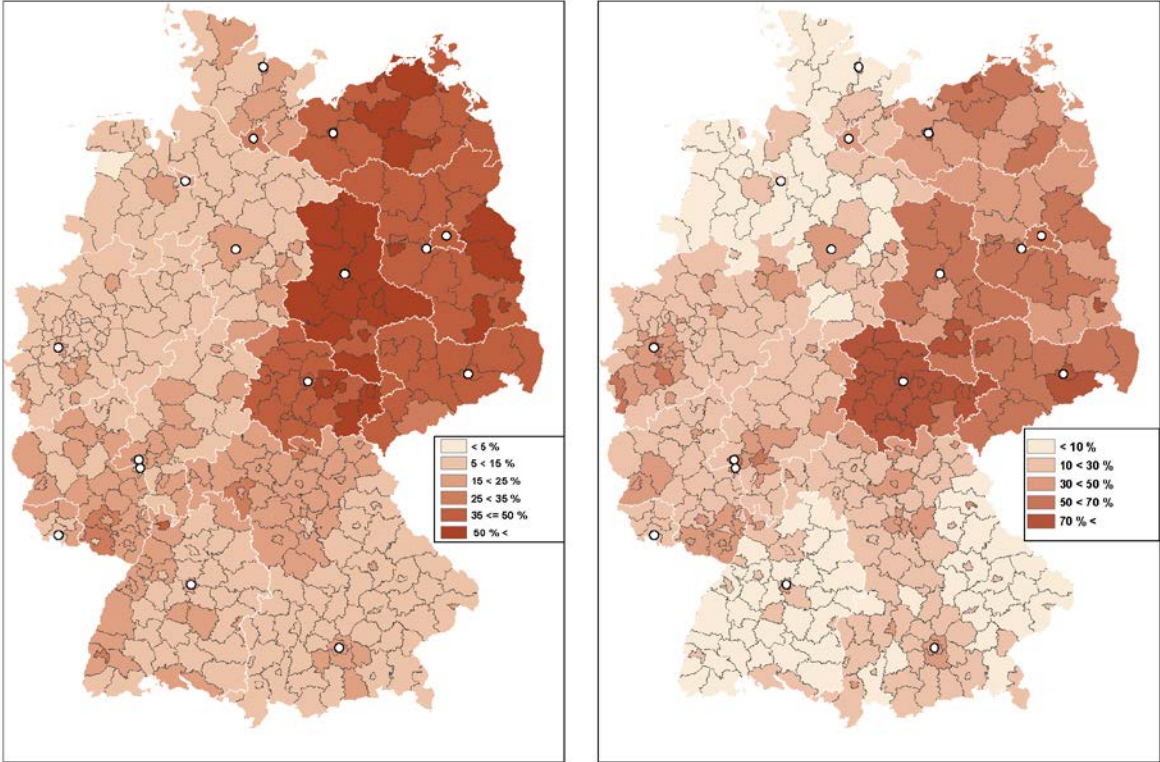 < 5 %
5 < 15 %
15 < 25 %
25 < 35 %
35 <= 50 %
50 % <
< 10 %
10 < 30 %
30 < 50 %
50 < 70 %
70 % <